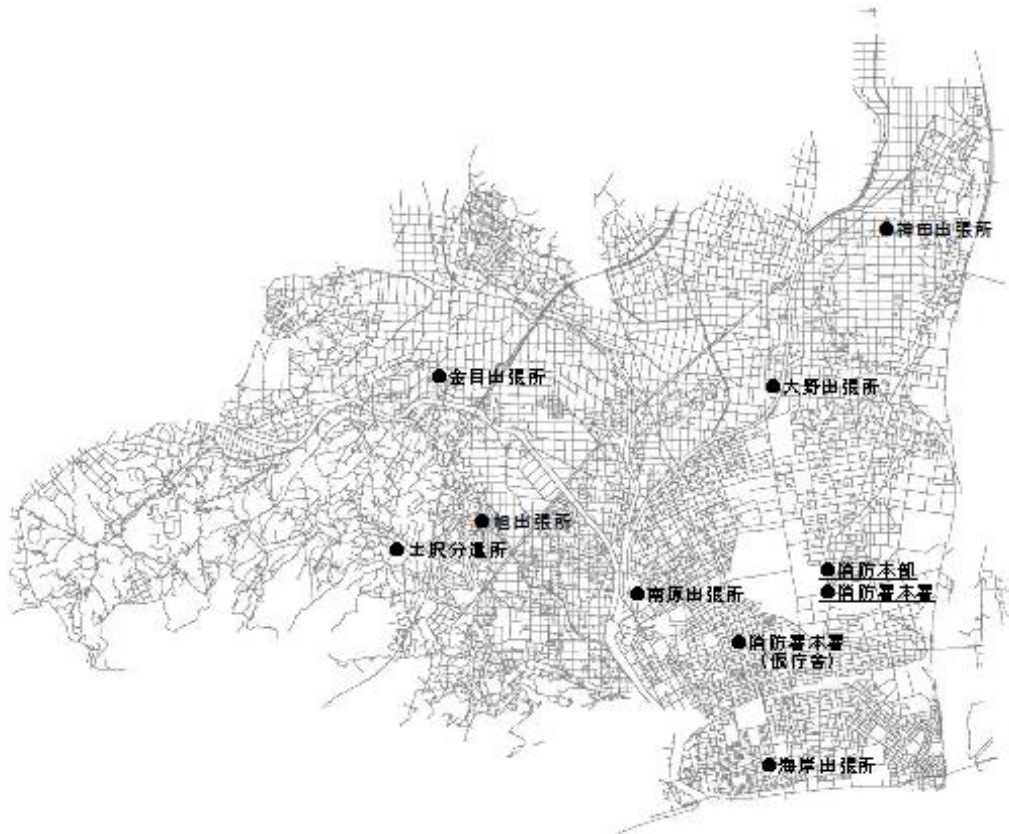 ●神田出張所
●金目出張所
●大野出張所
●旭出張所
●土沢分遣所
●消防本部
●消防署本署
●南原出張所
●消防署本署
(仮庁舎)
●海岸出張所